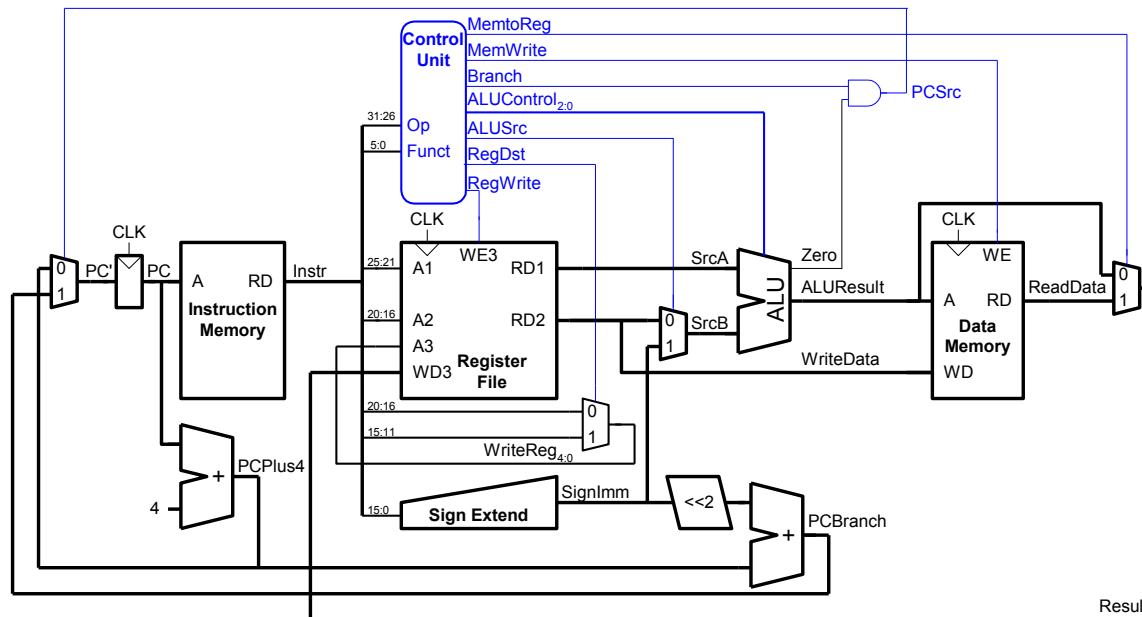 MemtoReg
Control
Unit
MemWrite
Branch
PCSrc
ALUControl2:0
31:26
Op
ALUSrc
5:0
Funct
RegDst
RegWrite
CLK
CLK
CLK
0
1
PC'
PC
A
RD
Instruction
Memory
Instr
25:21
A1
WE3
RD1
SrcA
Zero
WE
0
1
20:16
A2
RD2
0
1
SrcB
ALU
ALUResult
A
RD
ReadData
Data
Memory
A3
WD3
Register
File
WriteData
WD
20:16
0
15:11
1
WriteReg4:0
PCPlus4
+
4
SignImm
15:0
Sign Extend
<<2
+
PCBranch
Resul